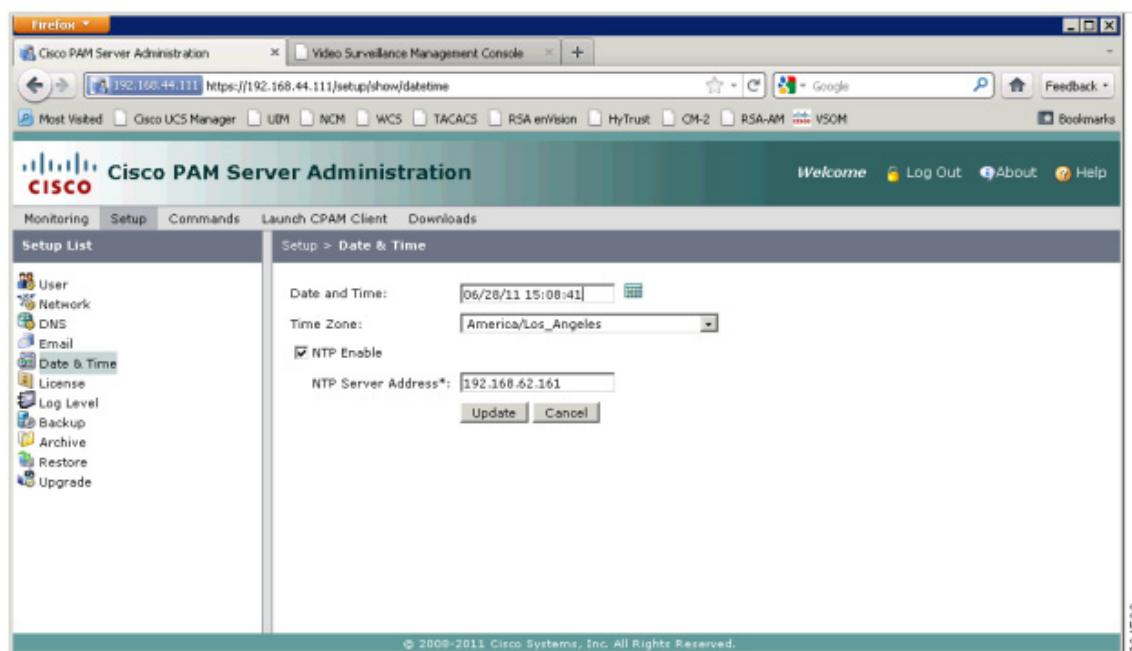 Firefox
Cisco PAM Server Administration
Video Surveillance Management Console
192.168.44.111 https://192.168.44.111/setup/show/datetime
Google
Feedback
Most Visited Cisco UCS Manager UIM NCM WCS TACACS RSA enVision HyTrust CM-2 RSA-AM VSOM Bookmarks
CISCO Cisco PAM Server Administration Welcome Log Out About Help
Monitoring Setup Commands Launch CPAM Client Downloads
Setup List
Setup > Date & Time
User
Network
DNS
Email
Date & Time
License
Log Level
Backup
Archive
Restore
Upgrade
Date and Time: 06/28/11 15:08:41
Time Zone: America/Los_Angeles
NTP Enable
NTP Server Address*: 192.168.62.161
Update Cancel
© 2008-2011 Cisco Systems, Inc. All Rights Reserved.